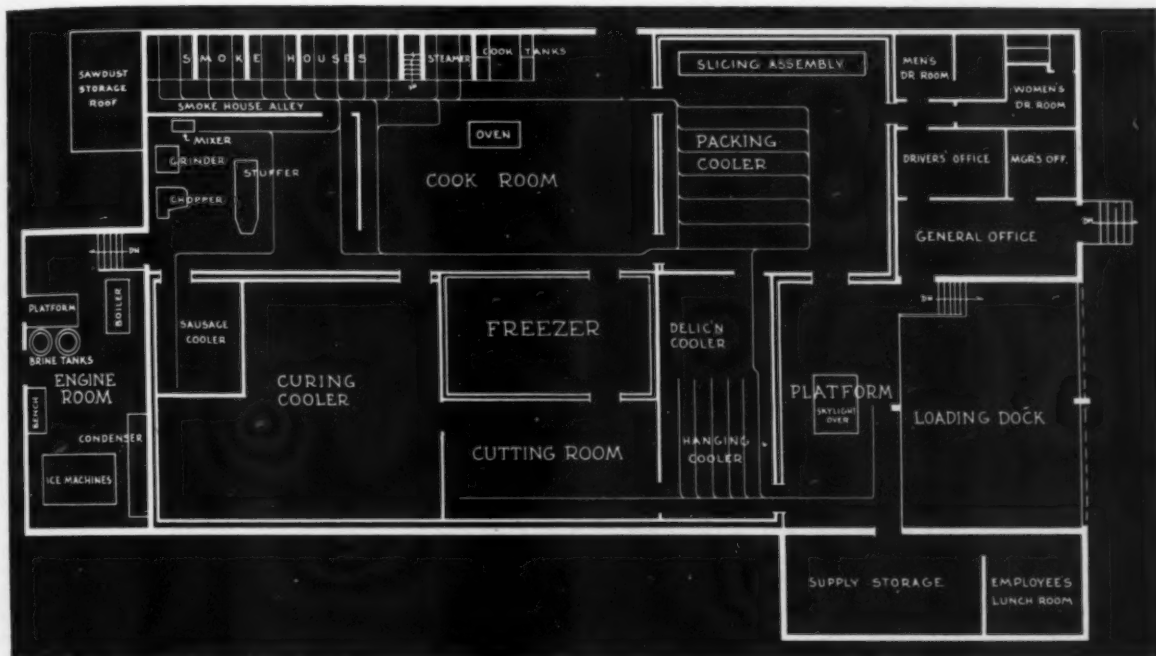 SAWDUST
STORAGE
ROOF
SMOKE HOUSES
DN
STEAMER
COOK TANKS
SLICING ASSEMBLY
MEN'S
DR ROOM
WOMEN'S
DR. ROOM
SMOKE HOUSE ALLEY
MIXER
GRINDER
CHOPPER
STUFFER
OVEN
COOK ROOM
PACKING
COOLER
DRIVERS' OFFICE
MGR'S OFF.
GENERAL OFFICE
DN
DN
PLATFORM
BOILER
BRINE TANKS
ENGINE
ROOM
BENCH
CONDENSER
ICE MACHINES
SAUSAGE
COOLER
CURING
COOLER
FREEZER
CUTTING ROOM
DELIC'N
COOLER
HANGING
COOLER
PLATFORM
SKYLIGHT
OVER
DN
LOADING DOCK
SUPPLY STORAGE
EMPLOYEES
LUNCH ROOM